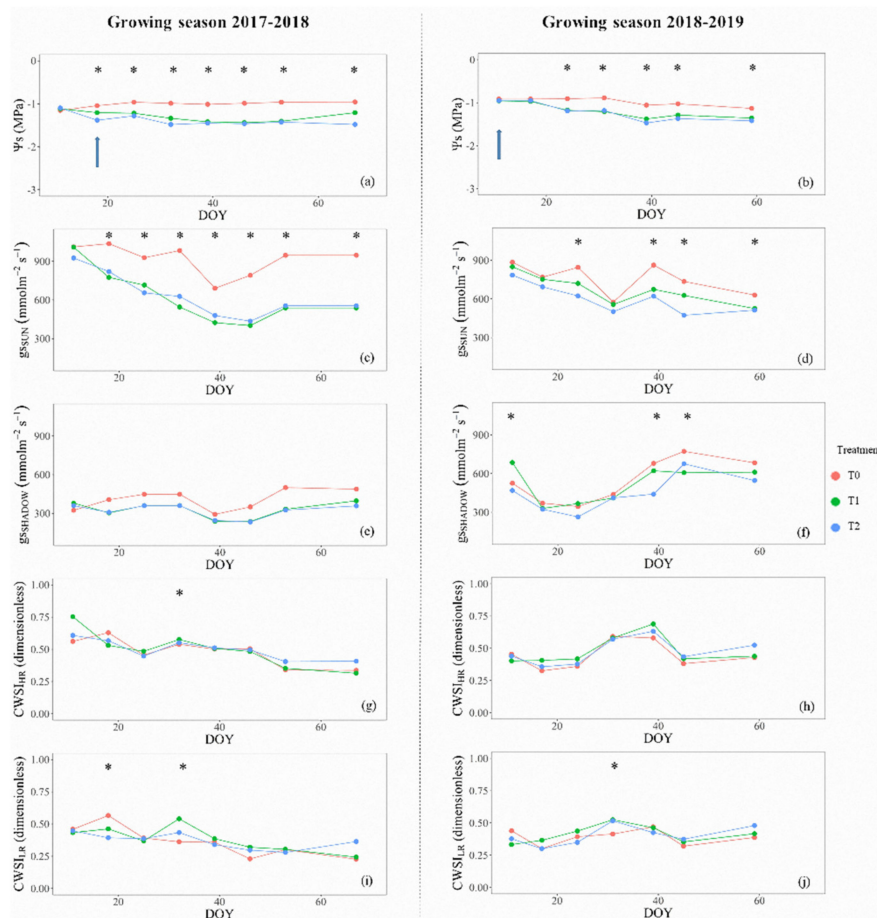 Growing season 2017-2018
Growing season 2018-2019
* * * * * * *
0
-1
-2
-3
Ψs (MPa)
20 40 60
DOY
(a)
* * * * *
0
-1
-2
-3
Ψs (MPa)
20 40 60
DOY
(b)
* * * * * * *
900
600
300
gsSUN (mmolm−2 s−1)
20 40 60
DOY
(c)
* * * *
900
600
300
gsSUN (mmolm−2 s−1)
20 40 60
DOY
(d)
900
600
300
gsSHADOW (mmolm−2 s−1)
20 40 60
DOY
(e)
* * *
900
600
300
gsSHADOW (mmolm−2 s−1)
20 40 60
DOY
(f)
Treatment
T0
T1
T2
*
1.00
0.75
0.50
0.25
0.00
CWSIHR (dimensionless)
20 40 60
DOY
(g)
1.00
0.75
0.50
0.25
0.00
CWSIHR (dimensionless)
20 40 60
DOY
(h)
* *
1.00
0.75
0.50
0.25
0.00
CWSILR (dimensionless)
20 40 60
DOY
(i)
*
1.00
0.75
0.50
0.25
0.00
CWSILR (dimensionless)
20 40 60
DOY
(j)